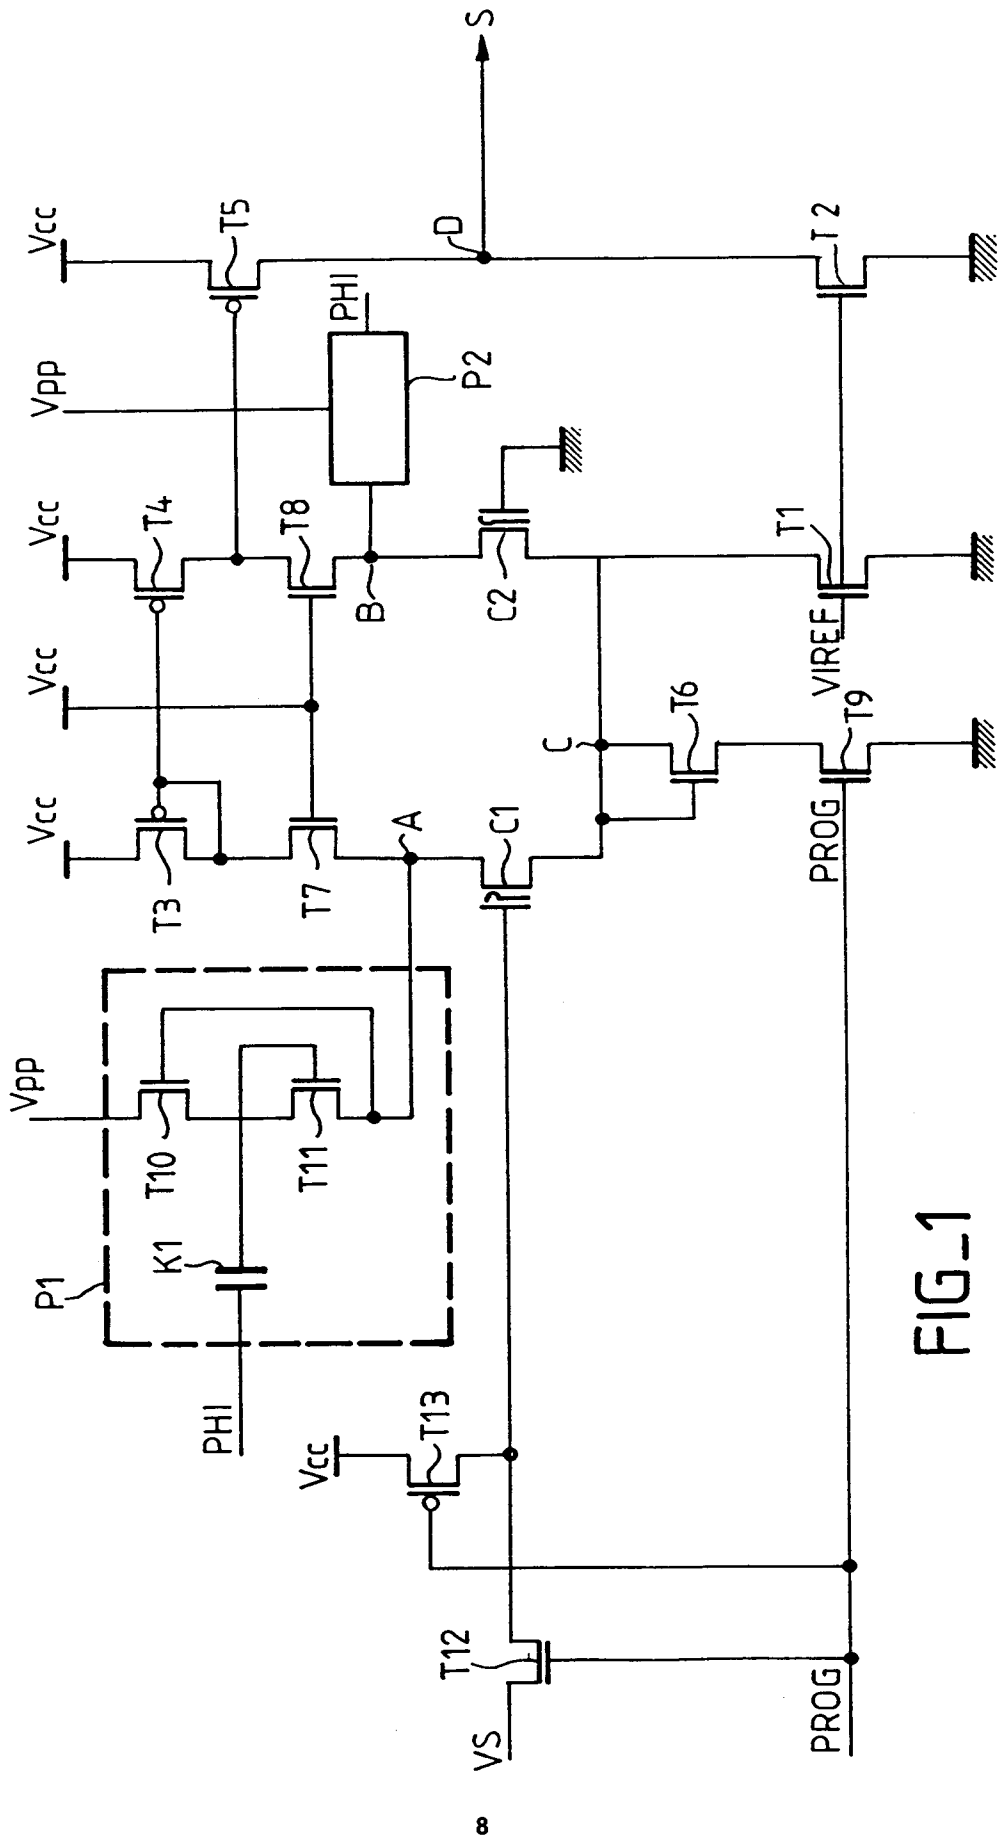 Vpp
Vcc
Vcc
Vcc
Vpp
Vcc
P1
PHI
K1
T10
T11
T3
T4
T5
T7
T8
A
B
P2
PHI
D
S
Vcc
T13
C1
C2
C
T6
VS
T12
PROG
PROG
T9
VIREF
T1
T2
FIG_1
8